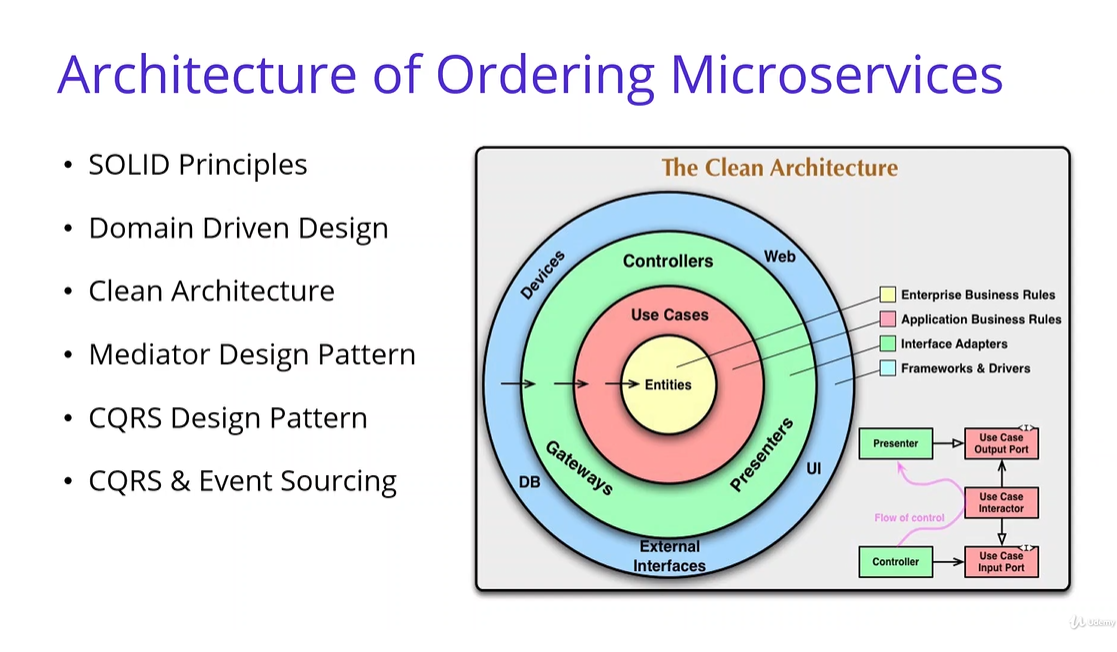 Architecture of Ordering Microservices
• SOLID Principles
• Domain Driven Design
• Clean Architecture
• Mediator Design Pattern
• CQRS Design Pattern
• CQRS & Event Sourcing
The Clean Architecture
Devices
Web
Controllers
Use Cases
Entities
Gateways
Presenters
DB
UI
External
Interfaces
Enterprise Business Rules
Application Business Rules
Interface Adapters
Frameworks & Drivers
Presenter
Use Case
Output Port
<I>
Flow of control
Use Case
Interactor
Controller
Use Case
Input Port
<I>
Udemy